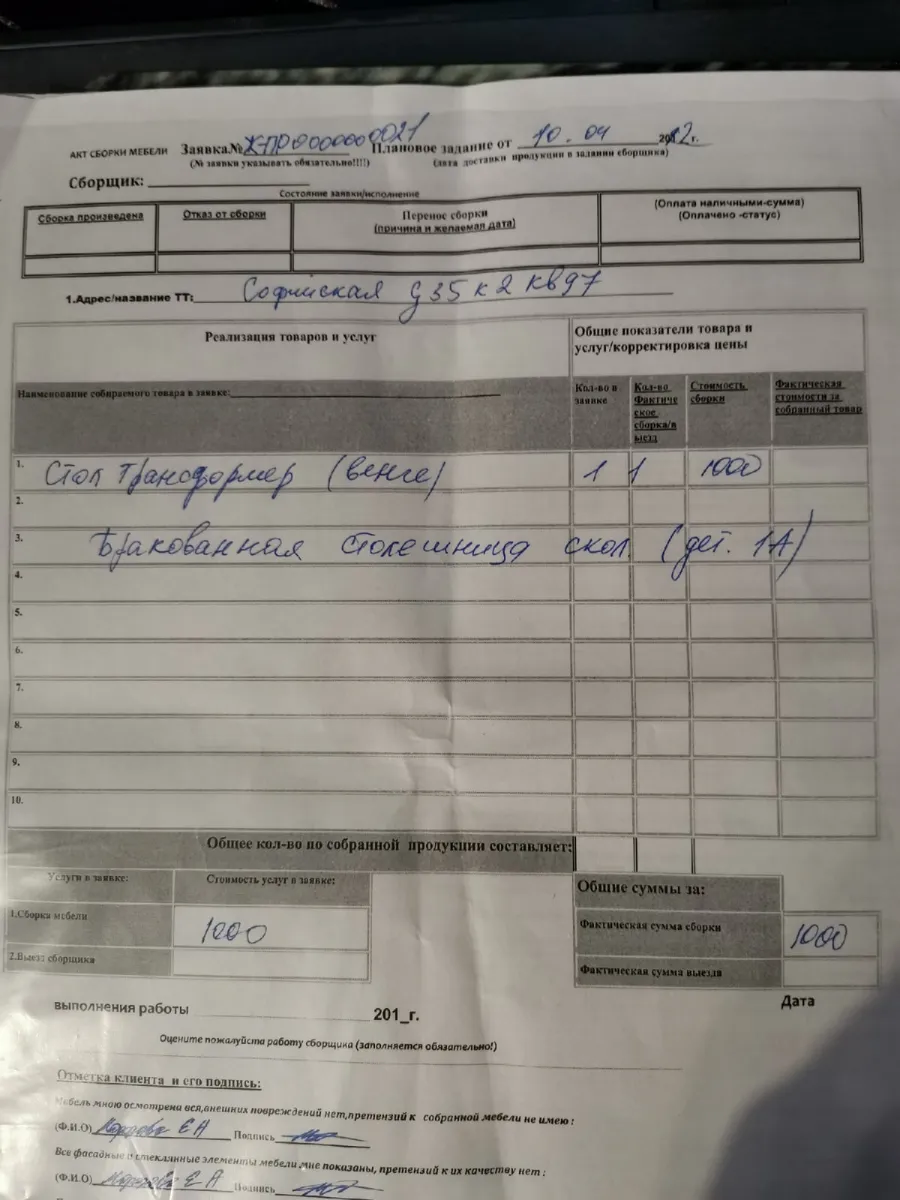 АКТ СБОРКИ МЕБЕЛИ Заявка№ ЖПР0000000021 Плановое задание от 10.04 2012г.
(№ заявки указывать обязательно!!!!) (дата доставки продукции в задании сборщика)
Сборщик:
Состояние заявки/исполнение
Сборка произведена Отказ от сборки Перенос сборки (Оплата наличными-сумма)
(причина и желаемая дата) (Оплачено -статус)
1.Адрес/название ТТ: Софийская д35 к2 кв97
Реализация товаров и услуг Общие показатели товара и
услуг/корректировка цены
Наименование собираемого товара в заявке: Кол-во в заявке Кол-во Фактиче ское сборка/в ыезд Стоимость сборки Фактическая стоимости за собранный товар
1. Стол трансформер (венге) 1 1 1000
2.
3. Бракованная столешница скол. (дет. 1А)
4.
5.
6.
7.
8.
9.
10.
Общее кол-во по собранной продукции составляет:
Услуги в заявке: Стоимость услуг в заявке: Общие суммы за:
1.Сборка мебели 1000 Фактическая сумма сборки 1000
2.Выезд сборщика Фактическая сумма выезда
Дата
выполнения работы 201_г.
Оцените пожалуйста работу сборщика (заполняется обязательно!)
Отметка клиента и его подпись:
Мебель мною осмотрена вся,внешних повреждений нет,претензий к собранной мебели не имею :
(Ф.И.О) ЕА Подпись
Все фасадные и стеклянные элементы мебели мне показаны, претензий к их качеству нет :
(Ф.И.О) Е А Подпись